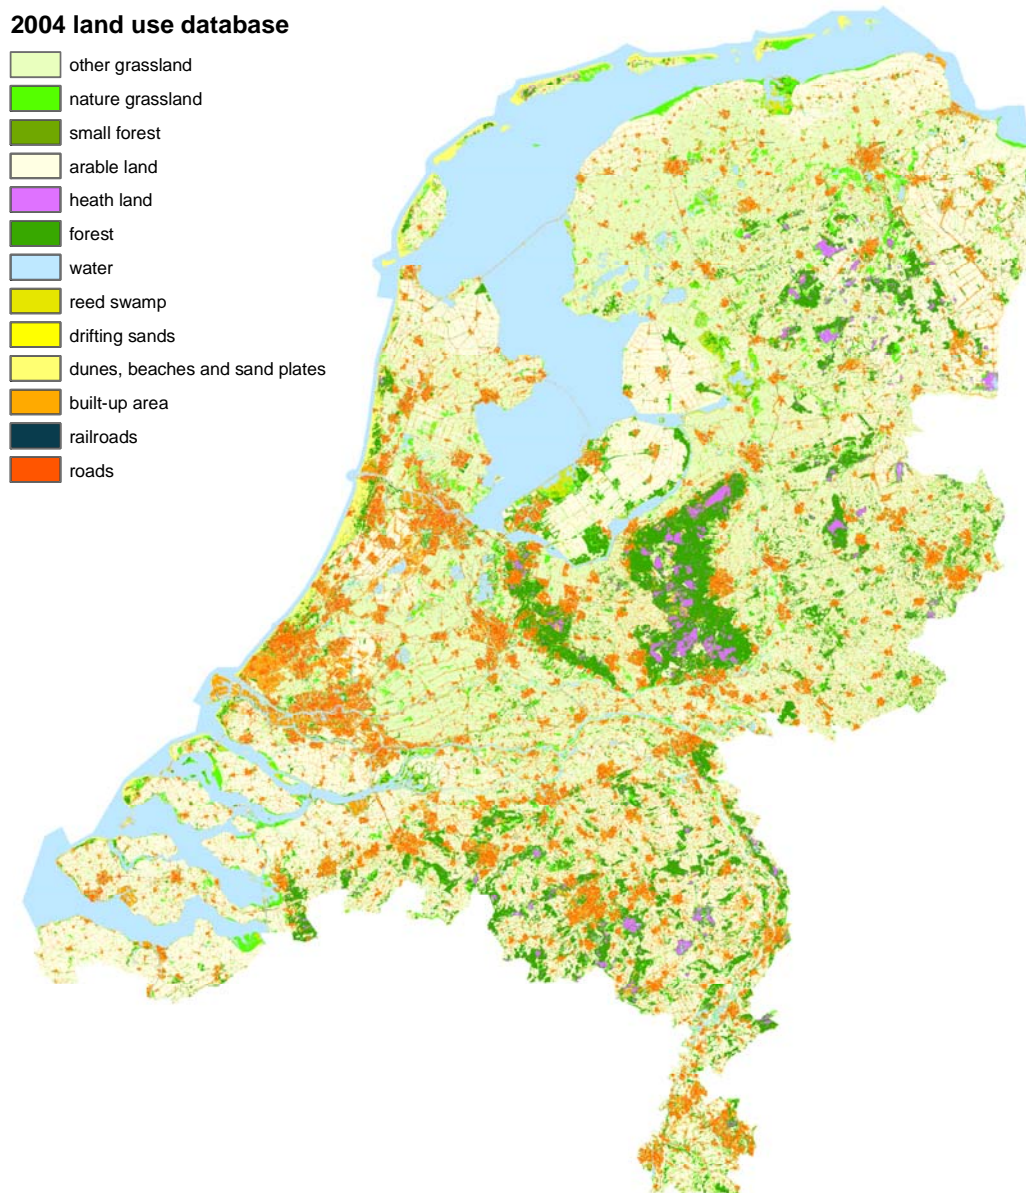 2004 land use database
other grassland
nature grassland
small forest
arable land
heath land
forest
water
reed swamp
drifting sands
dunes, beaches and sand plates
built-up area
railroads
roads